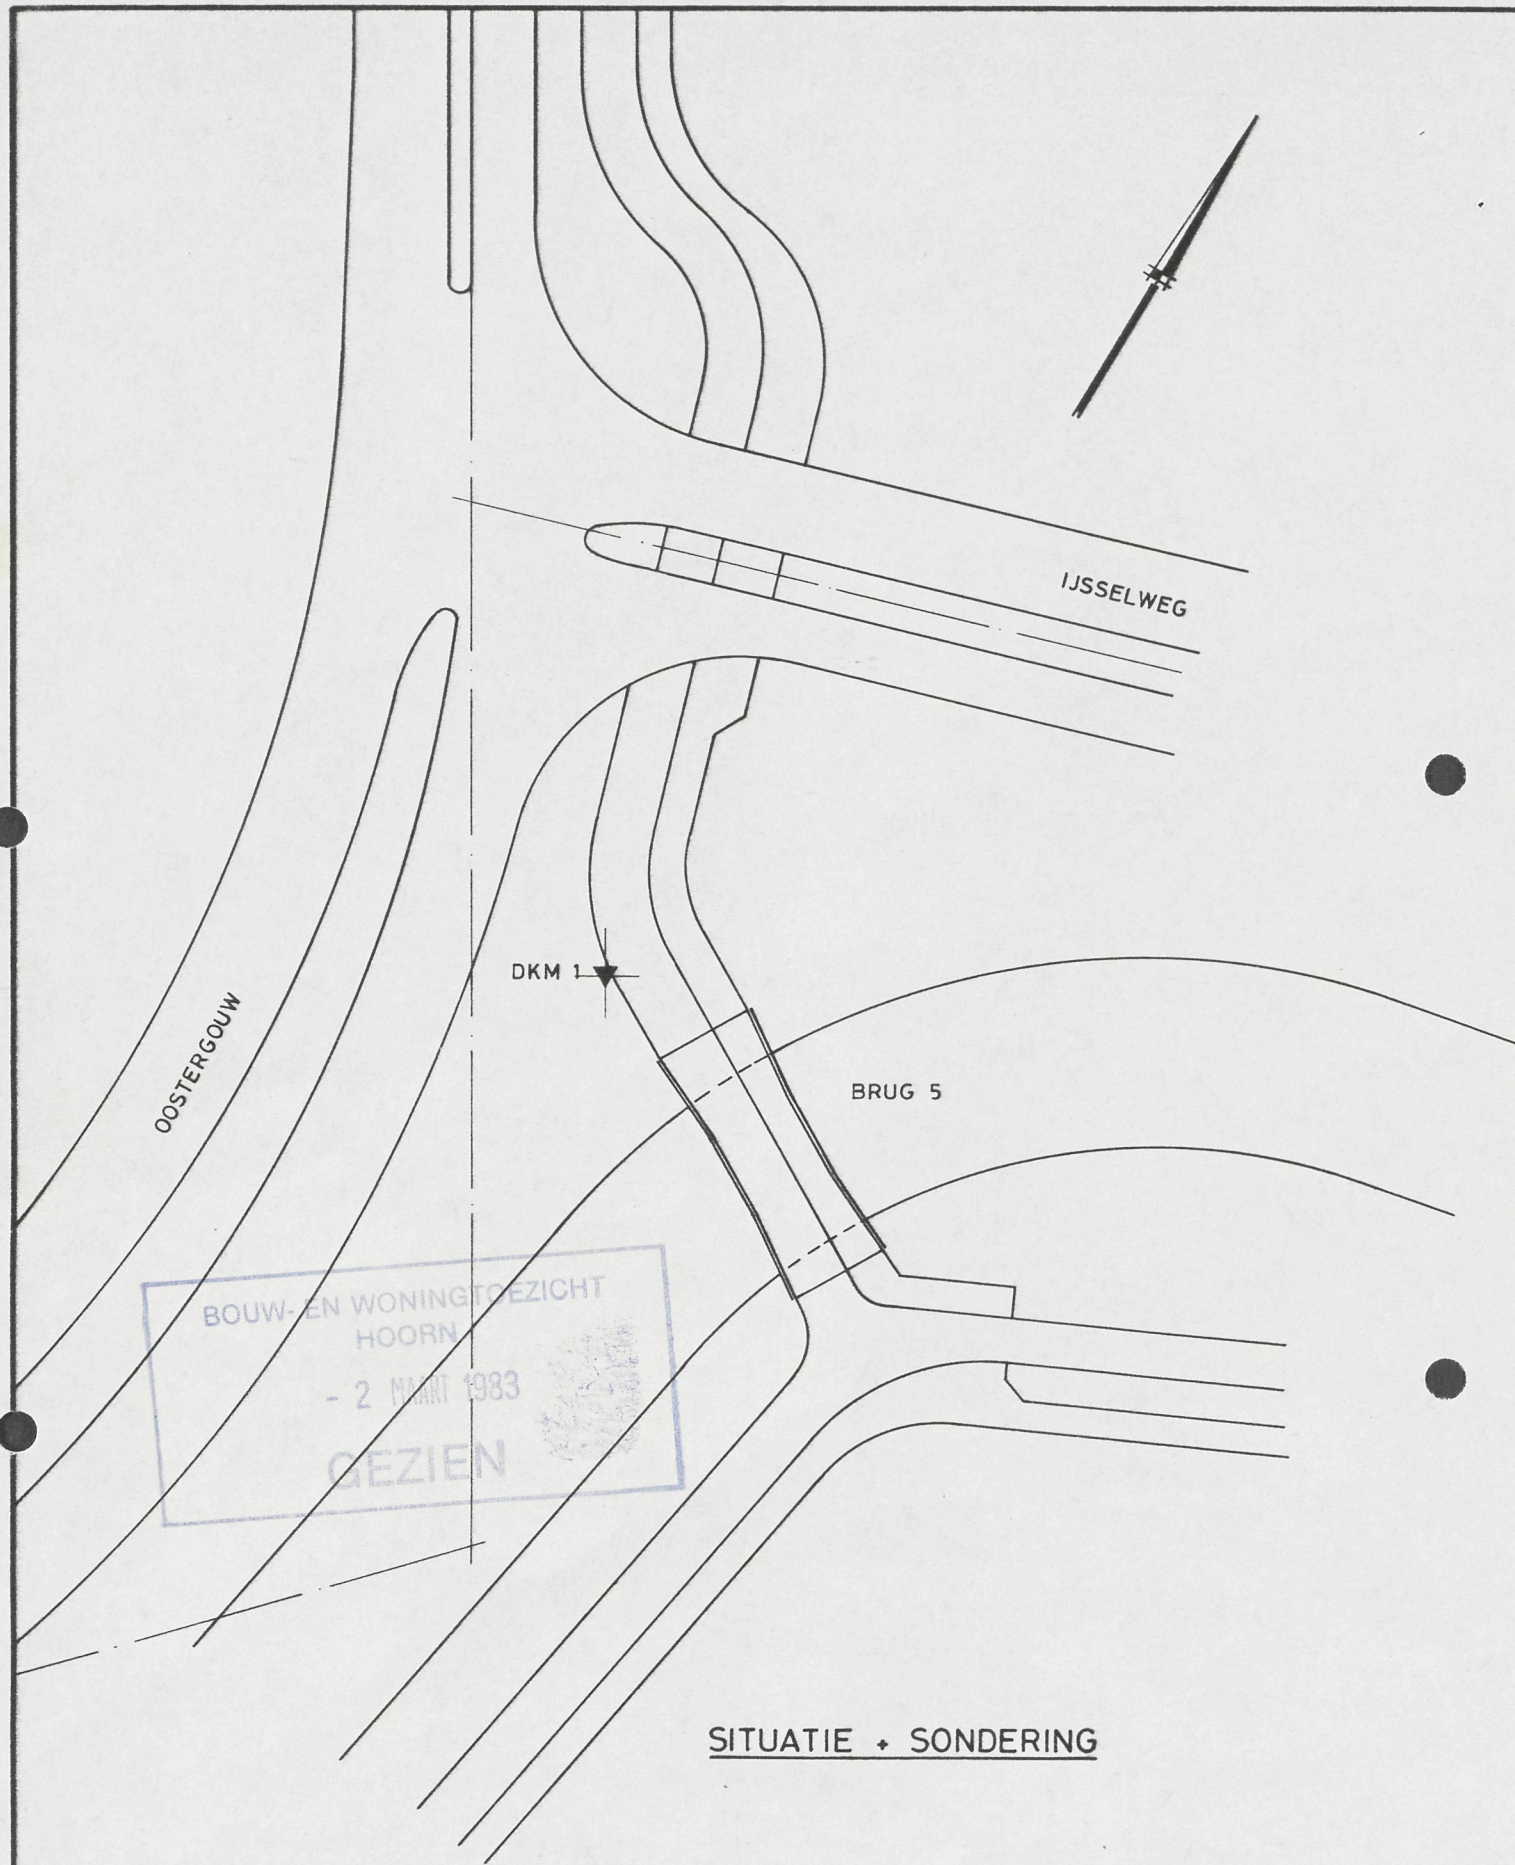 IJSSELWEG
DKM 1
OOSTERGOUW
BRUG 5
BOUW- EN WONINGTOEZICHT
HOORN
- 2 MAART 1983
GEZIEN
SITUATIE + SONDERING